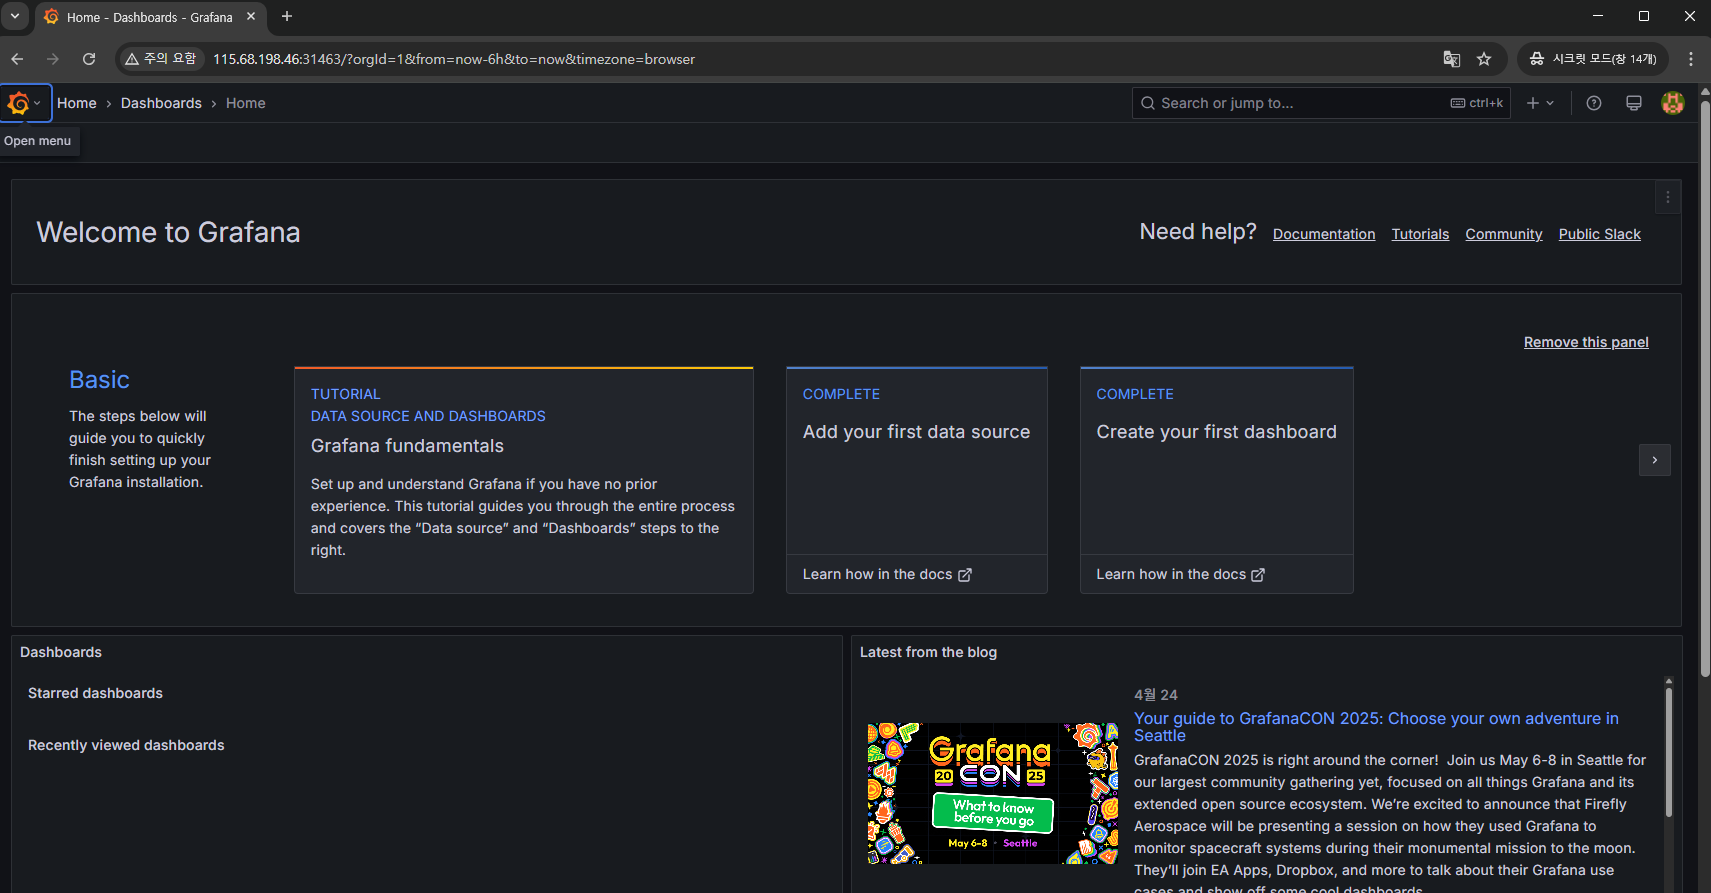 Home - Dashboards - Grafana
주의 요함
115.68.198.46:31463/?orgId=1&from=now-6h&to=now&timezone=browser
시크릿 모드(창 14개)
Home › Dashboards › Home
Search or jump to...
ctrl+k
Open menu
Welcome to Grafana
Need help?
Documentation
Tutorials
Community
Public Slack
Remove this panel
Basic
The steps below will
guide you to quickly
finish setting up your
Grafana installation.
TUTORIAL
DATA SOURCE AND DASHBOARDS
Grafana fundamentals
Set up and understand Grafana if you have no prior
experience. This tutorial guides you through the entire process
and covers the “Data source” and “Dashboards” steps to the
right.
COMPLETE
Add your first data source
Learn how in the docs
COMPLETE
Create your first dashboard
Learn how in the docs
Dashboards
Starred dashboards
Recently viewed dashboards
Latest from the blog
Grafana
20 CON 25
What to know
before you go
May 6-8 - Seattle
4월 24
Your guide to GrafanaCON 2025: Choose your own adventure in
Seattle
GrafanaCON 2025 is right around the corner! Join us May 6-8 in Seattle for
our largest community gathering yet, focused on all things Grafana and its
extended open source ecosystem. We’re excited to announce that Firefly
Aerospace will be presenting a session on how they used Grafana to
monitor spacecraft systems during their monumental mission to the moon.
They’ll join EA Apps, Dropbox, and more to talk about their Grafana use
cases and show off some cool dashboards